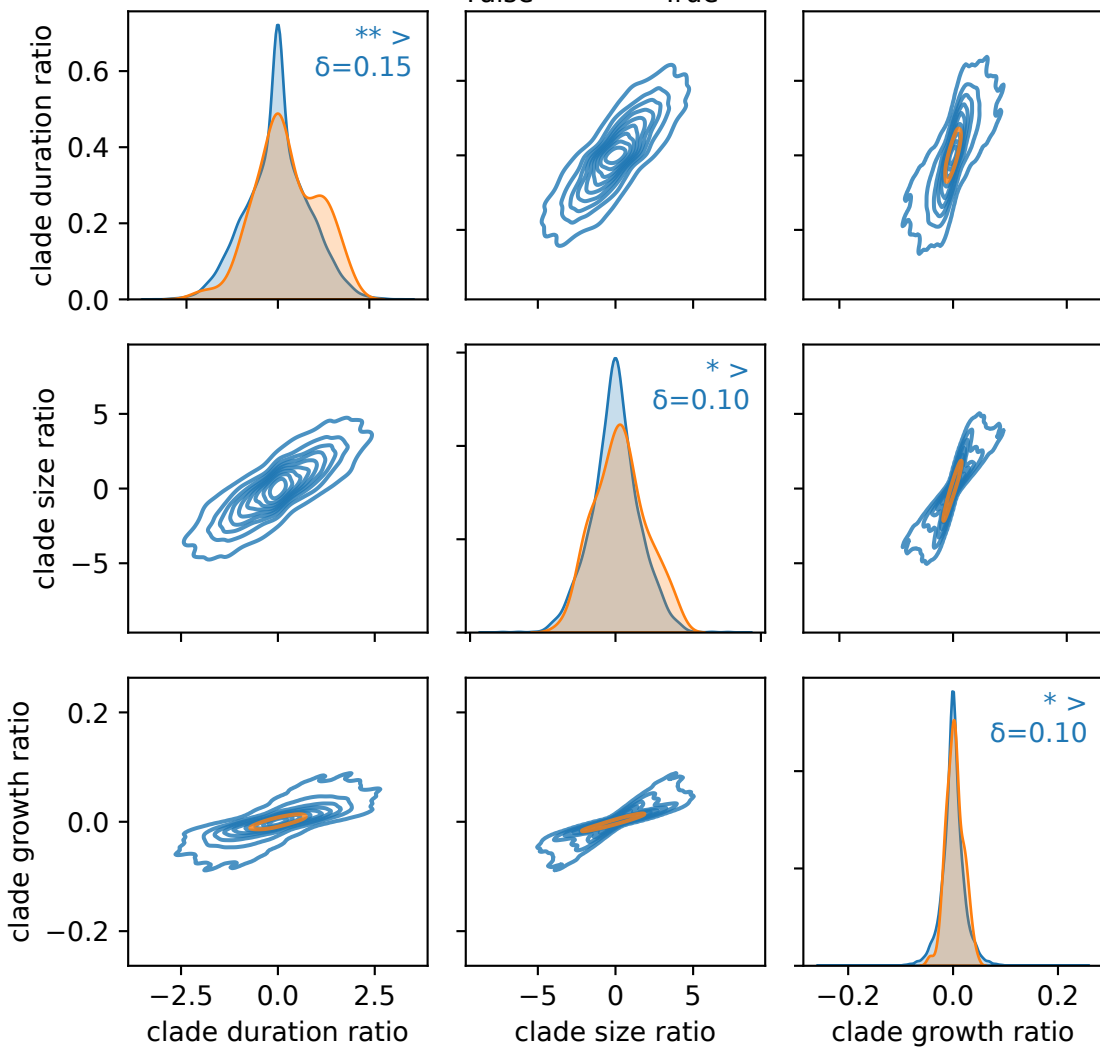 clade duration ratio
0.6
0.4
0.2
0.0
** >
δ=0.15
clade size ratio
5
0
−5
* >
δ=0.10
clade growth ratio
0.2
0.0
−0.2
* >
δ=0.10
−2.5 0.0 2.5
−5 0 5
−0.2 0.0 0.2
clade duration ratio
clade size ratio
clade growth ratio